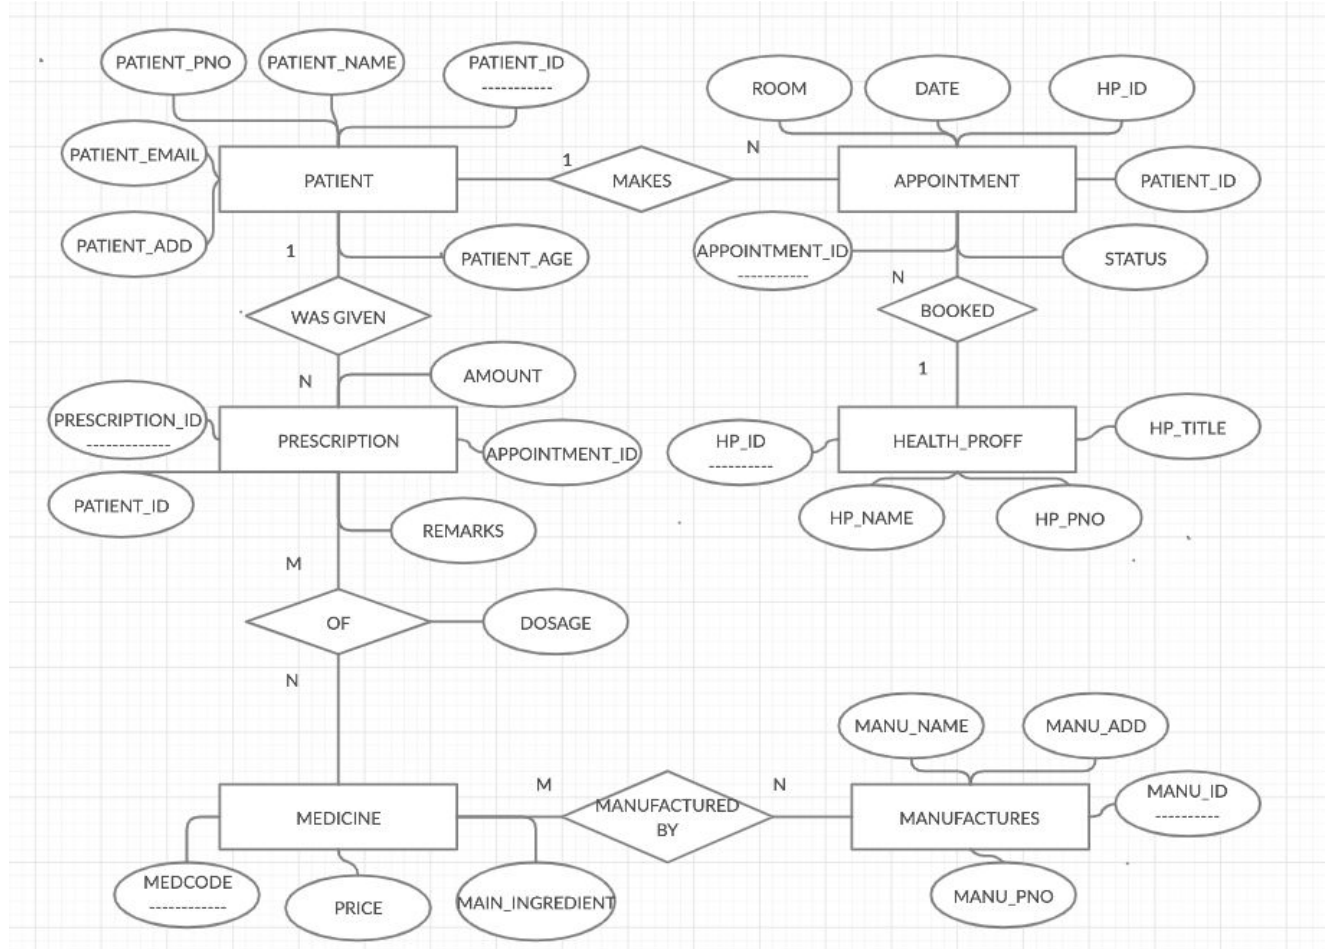 PATIENT_PNO
PATIENT_NAME
PATIENT_ID
-----------
ROOM
DATE
HP_ID
PATIENT_EMAIL
PATIENT
1
MAKES
N
APPOINTMENT
PATIENT_ID
PATIENT_ADD
1
PATIENT_AGE
APPOINTMENT_ID
-----------
STATUS
N
WAS GIVEN
BOOKED
N
AMOUNT
1
PRESCRIPTION_ID
-------------
PRESCRIPTION
APPOINTMENT_ID
HP_ID
----------
HEALTH_PROFF
HP_TITLE
PATIENT_ID
REMARKS
HP_NAME
HP_PNO
M
OF
DOSAGE
N
MANU_NAME
MANU_ADD
M
N
MEDICINE
MANUFACTURED
BY
MANUFACTURES
MANU_ID
----------
MEDCODE
------------
PRICE
MAIN_INGREDIENT
MANU_PNO